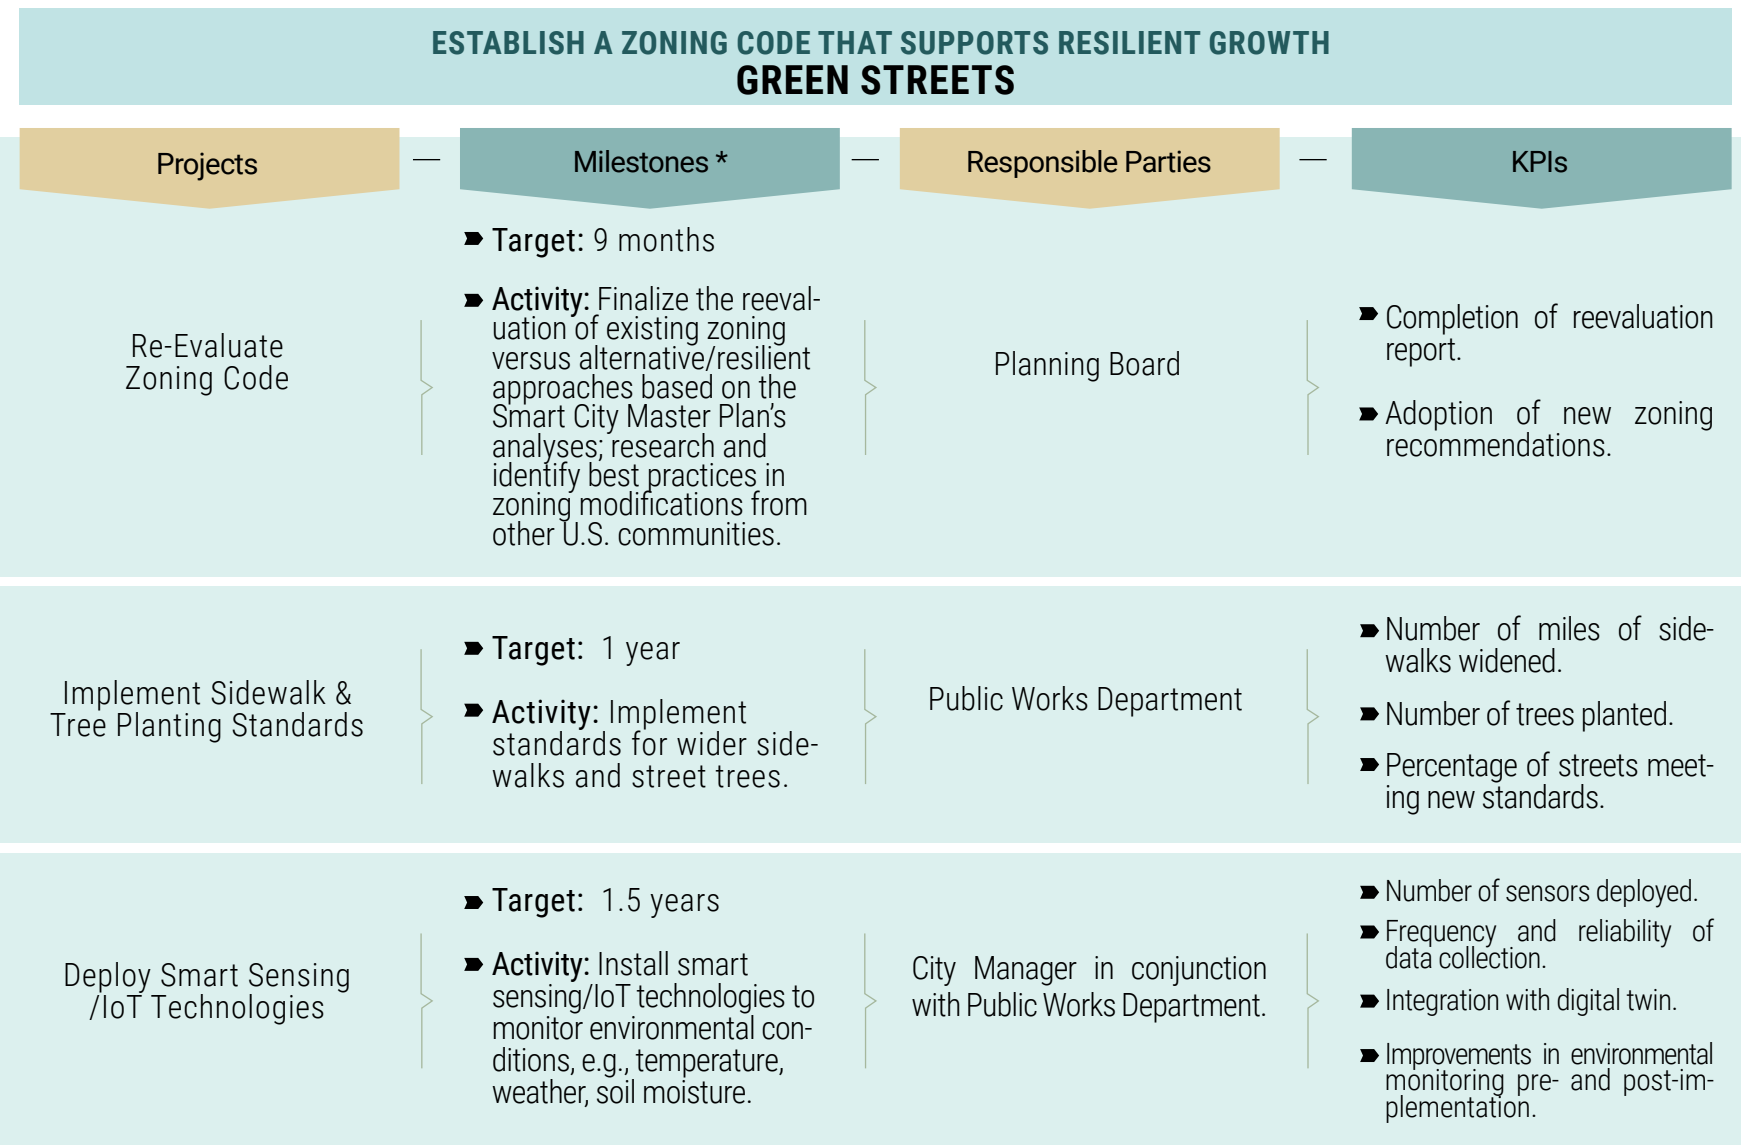 ESTABLISH A ZONING CODE THAT SUPPORTS RESILIENT GROWTH
GREEN STREETS
Projects
Milestones *
Responsible Parties
KPIs
Re-Evaluate
Zoning Code
Target: 9 months
Activity: Finalize the reeval-
uation of existing zoning
versus alternative/resilient
approaches based on the
Smart City Master Plan's
analyses; research and
identify best practices in
zoning modifications from
other U.S. communities.
Planning Board
Completion of reevaluation
report.
Adoption of new zoning
recommendations.
Implement Sidewalk &
Tree Planting Standards
Target: 1 year
Activity: Implement
standards for wider side-
walks and street trees.
Public Works Department
Number of miles of side-
walks widened.
Number of trees planted.
Percentage of streets meet-
ing new standards.
Deploy Smart Sensing
/IoT Technologies
Target: 1.5 years
Activity: Install smart
sensing/IoT technologies to
monitor environmental con-
ditions, e.g., temperature,
weather, soil moisture.
City Manager in conjunction
with Public Works Department.
Number of sensors deployed.
Frequency and reliability of
data collection.
Integration with digital twin.
Improvements in environmental
monitoring pre- and post-im-
plementation.